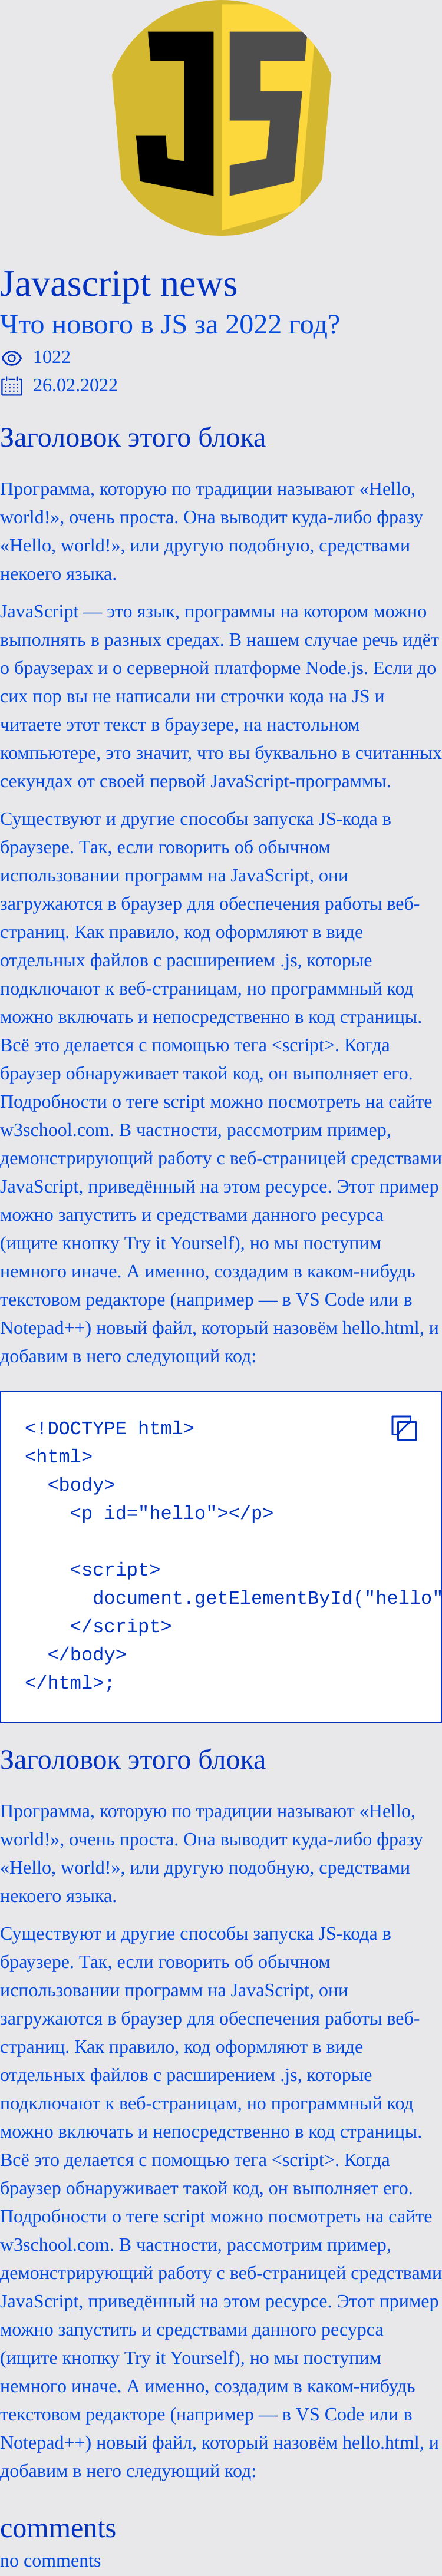 JS
Javascript news
Что нового в JS за 2022 год?
1022
26.02.2022
Заголовок этого блока
Программа, которую по традиции называют «Hello,
world!», очень проста. Она выводит куда-либо фразу
«Hello, world!», или другую подобную, средствами
некоего языка.
JavaScript — это язык, программы на котором можно
выполнять в разных средах. В нашем случае речь идёт
о браузерах и о серверной платформе Node.js. Если до
сих пор вы не написали ни строчки кода на JS и
читаете этот текст в браузере, на настольном
компьютере, это значит, что вы буквально в считанных
секундах от своей первой JavaScript-программы.
Существуют и другие способы запуска JS-кода в
браузере. Так, если говорить об обычном
использовании программ на JavaScript, они
загружаются в браузер для обеспечения работы веб-
страниц. Как правило, код оформляют в виде
отдельных файлов с расширением .js, которые
подключают к веб-страницам, но программный код
можно включать и непосредственно в код страницы.
Всё это делается с помощью тега <script>. Когда
браузер обнаруживает такой код, он выполняет его.
Подробности о теге script можно посмотреть на сайте
w3school.com. В частности, рассмотрим пример,
демонстрирующий работу с веб-страницей средствами
JavaScript, приведённый на этом ресурсе. Этот пример
можно запустить и средствами данного ресурса
(ищите кнопку Try it Yourself), но мы поступим
немного иначе. А именно, создадим в каком-нибудь
текстовом редакторе (например — в VS Code или в
Notepad++) новый файл, который назовём hello.html, и
добавим в него следующий код:
<!DOCTYPE html>
<html>
<body>
<p id="hello"></p>
<script>
document.getElementById("hello"
</script>
</body>
</html>;
Заголовок этого блока
Программа, которую по традиции называют «Hello,
world!», очень проста. Она выводит куда-либо фразу
«Hello, world!», или другую подобную, средствами
некоего языка.
Существуют и другие способы запуска JS-кода в
браузере. Так, если говорить об обычном
использовании программ на JavaScript, они
загружаются в браузер для обеспечения работы веб-
страниц. Как правило, код оформляют в виде
отдельных файлов с расширением .js, которые
подключают к веб-страницам, но программный код
можно включать и непосредственно в код страницы.
Всё это делается с помощью тега <script>. Когда
браузер обнаруживает такой код, он выполняет его.
Подробности о теге script можно посмотреть на сайте
w3school.com. В частности, рассмотрим пример,
демонстрирующий работу с веб-страницей средствами
JavaScript, приведённый на этом ресурсе. Этот пример
можно запустить и средствами данного ресурса
(ищите кнопку Try it Yourself), но мы поступим
немного иначе. А именно, создадим в каком-нибудь
текстовом редакторе (например — в VS Code или в
Notepad++) новый файл, который назовём hello.html, и
добавим в него следующий код:
comments
no comments